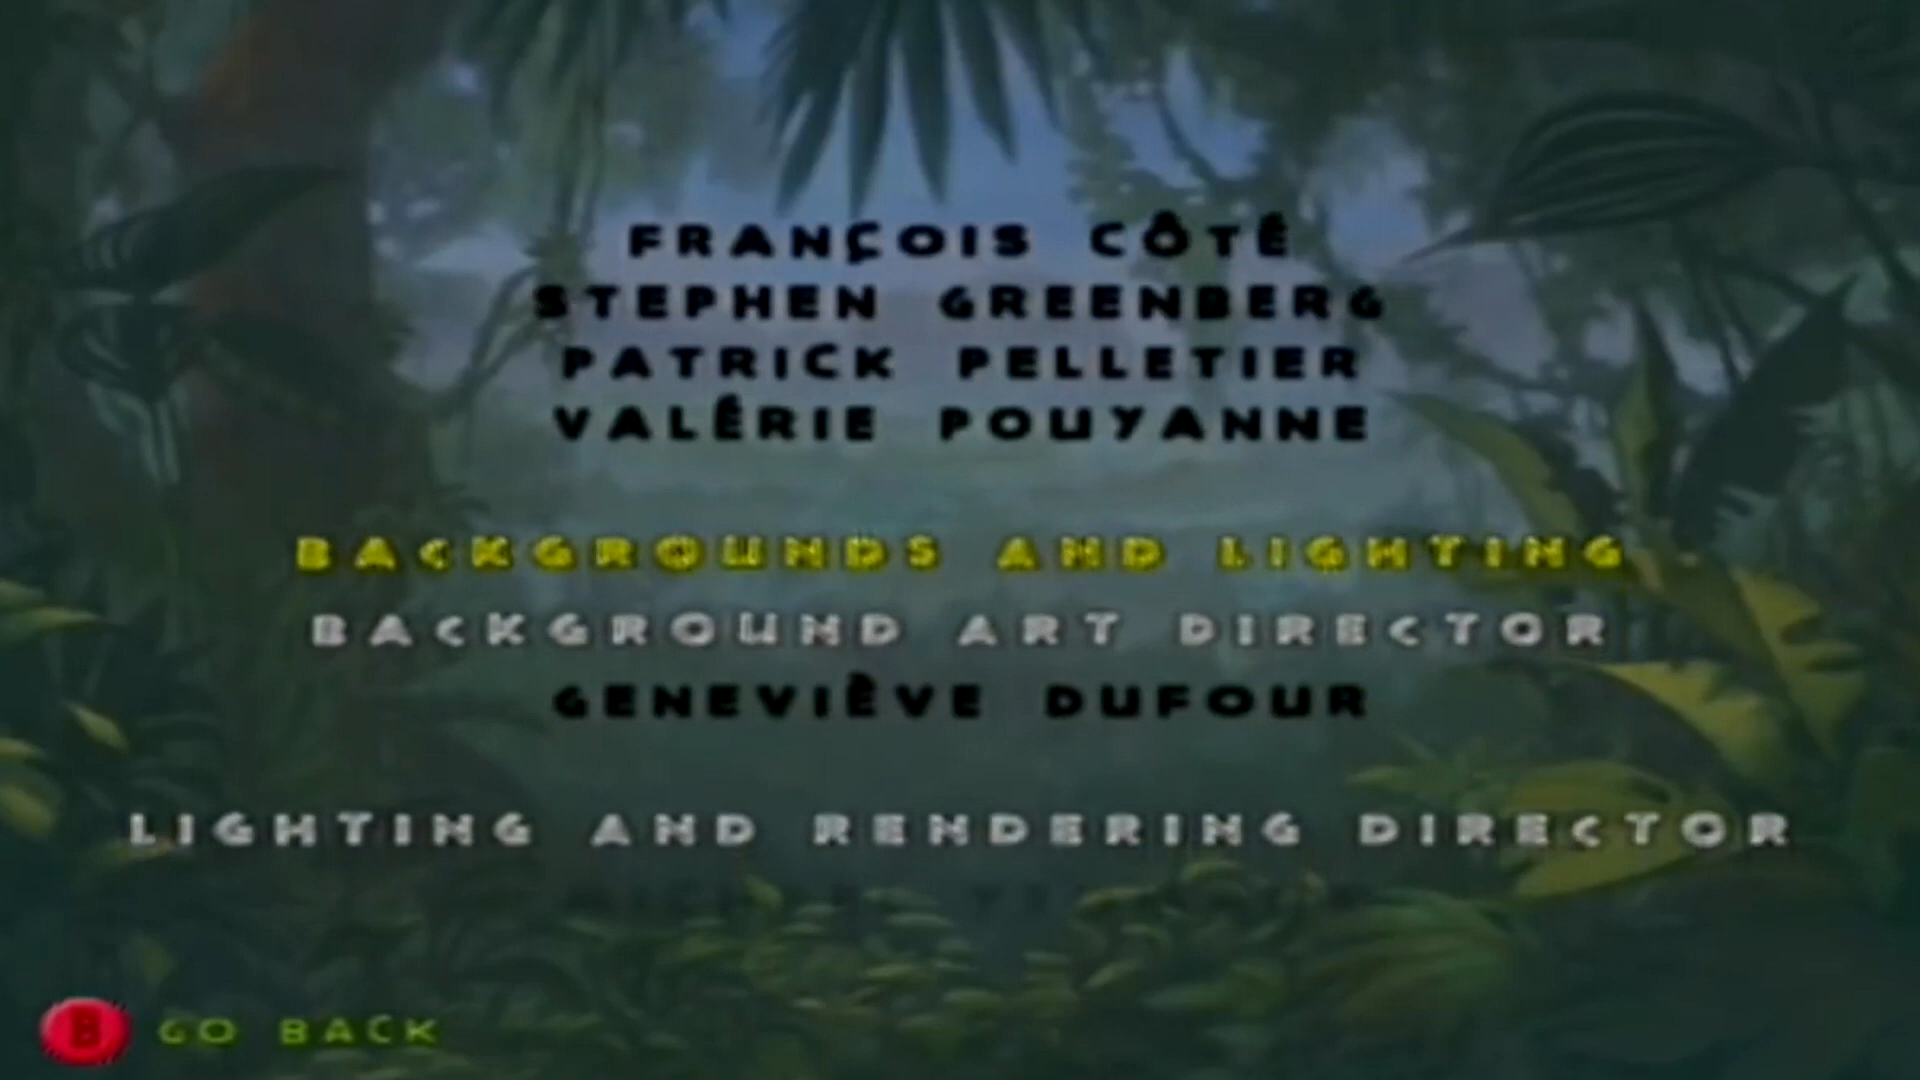 FRANÇOIS CÔTÉ
STEPHEN GREENBERG
PATRICK PELLETIER
VALÉRIE POUYANNE
BACKGROUNDS AND LIGHTING
BACKGROUND ART DIRECTOR
GENEVIÈVE DUFOUR
LIGHTING AND RENDERING DIRECTOR
B GO BACK